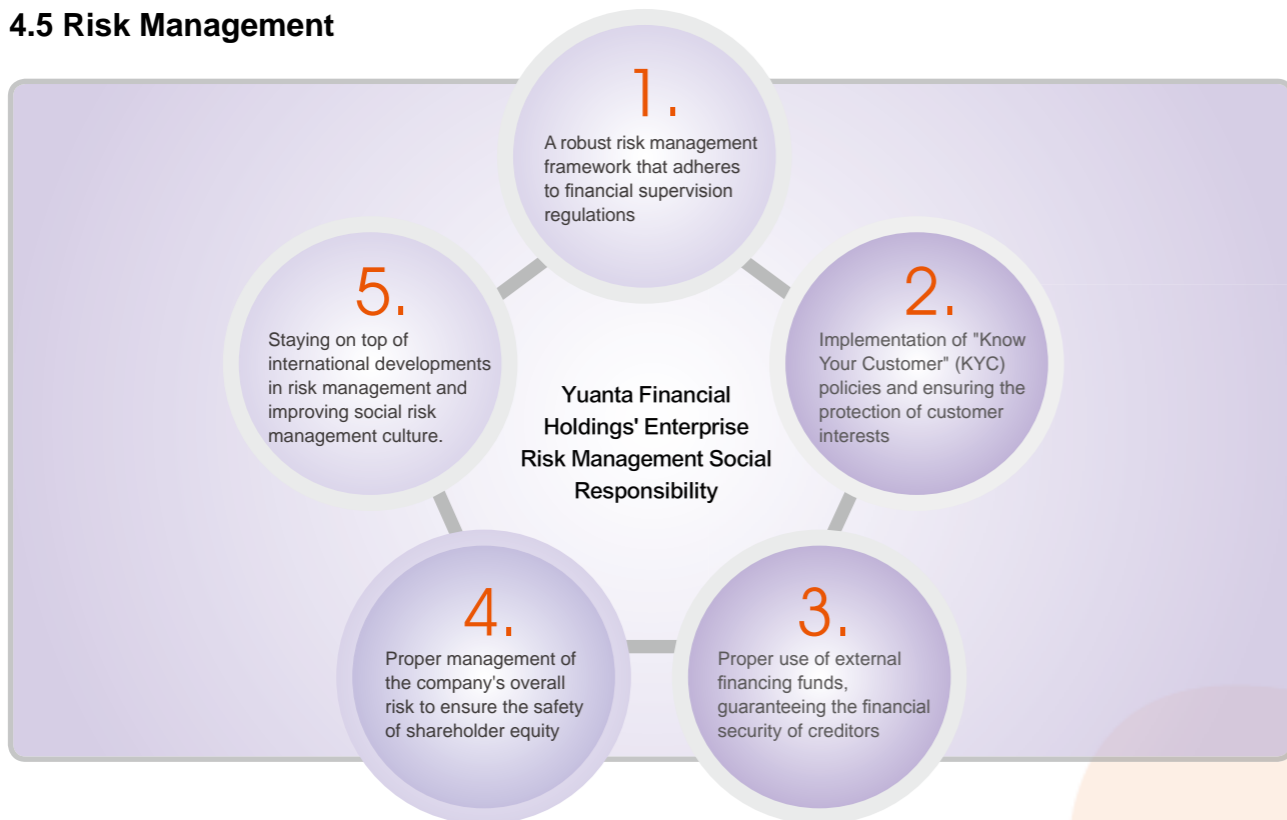 4.5 Risk Management
1.
A robust risk management
framework that adheres
to financial supervision
regulations
2.
Implementation of "Know
Your Customer" (KYC)
policies and ensuring the
protection of customer
interests
3.
Proper use of external
financing funds,
guaranteeing the financial
security of creditors
4.
Proper management of
the company's overall
risk to ensure the safety
of shareholder equity
5.
Staying on top of
international developments
in risk management and
improving social risk
management culture.
Yuanta Financial
Holdings' Enterprise
Risk Management Social
Responsibility